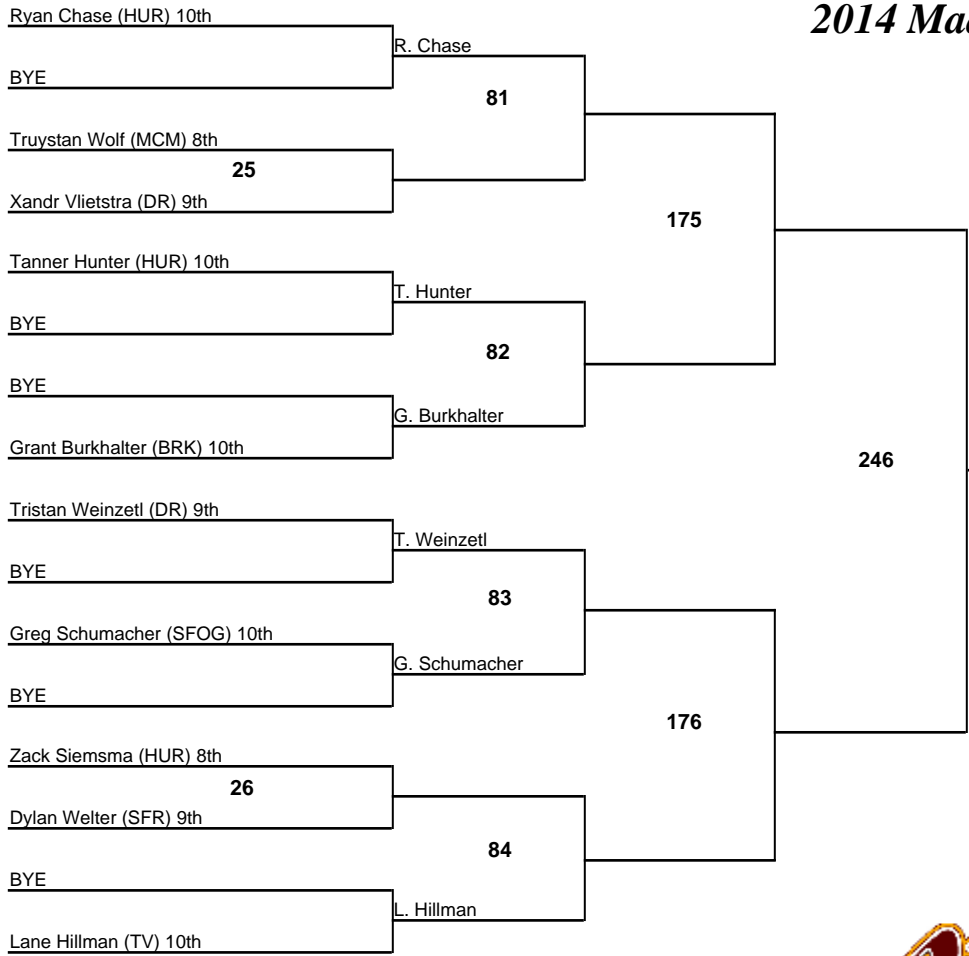 Ryan Chase (HUR) 10th
2014 Mad
R. Chase
BYE
81
Truystan Wolf (MCM) 8th
25
Xandr Vlietstra (DR) 9th
175
Tanner Hunter (HUR) 10th
T. Hunter
BYE
82
BYE
G. Burkhalter
Grant Burkhalter (BRK) 10th
246
Tristan Weinzetl (DR) 9th
T. Weinzetl
BYE
83
Greg Schumacher (SFOG) 10th
G. Schumacher
BYE
176
Zack Siemsma (HUR) 8th
26
Dylan Welter (SFR) 9th
84
BYE
L. Hillman
Lane Hillman (TV) 10th